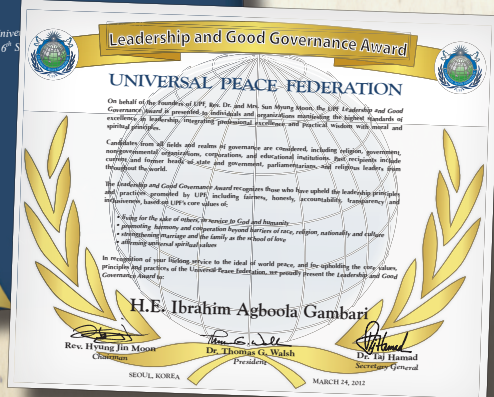 Leadership and Good Governance Award
UNIVERSAL PEACE FEDERATION
On behalf of the Founders of UPF, Rev. Dr. and Mrs. Sun Myung Moon, the UPF Leadership and Good
Governance Award is presented to individuals and organizations manifesting the highest standards of
excellence in leadership, integrating professional excellence and practical wisdom with moral and
spiritual principles.
Candidates from all fields and realms of governance are considered, including religion, government,
nongovernmental organizations, corporations, and educational institutions. Past recipients include
current and former heads of state and government, parliamentarians, and religious leaders from
throughout the world.
The Leadership and Good Governance Award recognizes those who have upheld the leadership principles
and practices promoted by UPF, including fairness, honesty, accountability, transparency and
inclusiveness, based on UPF's core values of:
• living for the sake of others, in service to God and humanity
• promoting harmony and cooperation beyond barriers of race, religion, nationality and culture
• strengthening marriage and the family as the school of love
• affirming universal spiritual values
In recognition of your lifelong service to the ideal of world peace, and for upholding the core values,
principles and practices of the Universal Peace Federation, we proudly present the Leadership and Good
Governance Award to:
H.E. Ibrahim Agboola Gambari
Rev. Hyung Jin Moon
Chairman
Dr. Thomas G. Walsh
President
Dr. Taj Hamad
Secretary General
SEOUL, KOREA
MARCH 24, 2012